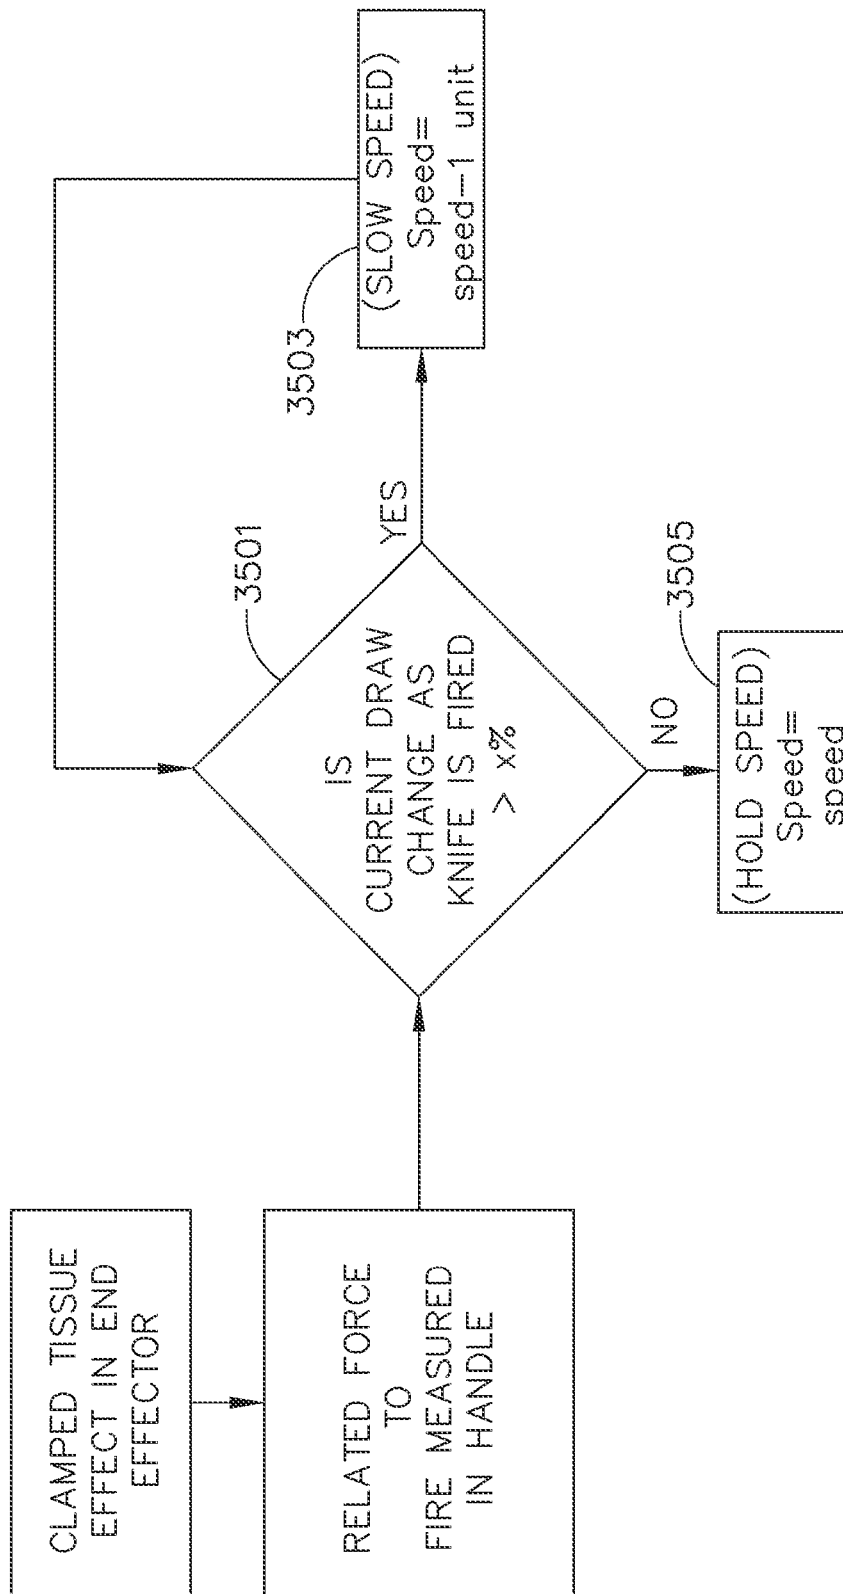 CLAMPED TISSUE
EFFECT IN END
EFFECTOR
RELATED FORCE
TO
FIRE MEASURED
IN HANDLE
IS
CURRENT DRAW
CHANGE AS
KNIFE IS FIRED
> x%
3501
YES
3503
(SLOW SPEED)
Speed=
speed-1 unit
NO
3505
(HOLD SPEED)
Speed=
speed